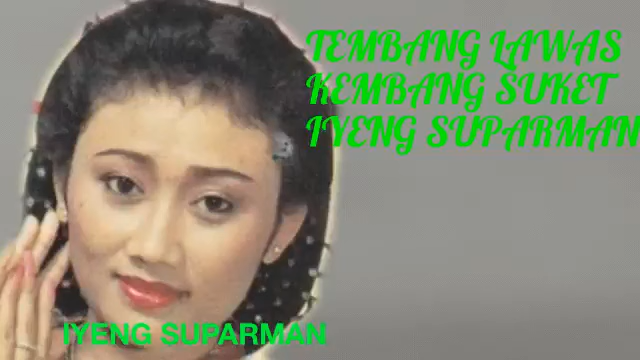 TEMBANG LAWAS
KEMBANG SUKET
IYENG SUPARMAN
IYENG SUPARMAN